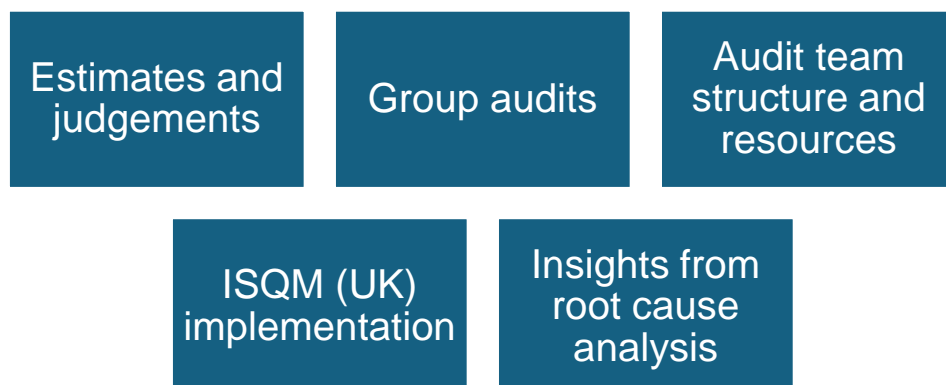 Estimates and
judgements
Group audits
Audit team
structure and
resources
ISQM (UK)
implementation
Insights from
root cause
analysis